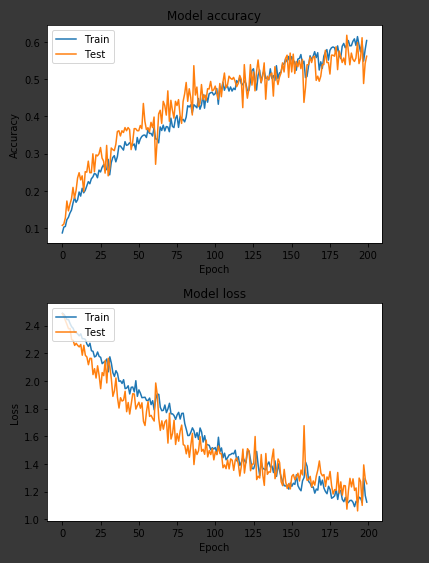 Model accuracy
Train
Test
0.6
0.5
0.4
0.3
0.2
0.1
Accuracy
0 25 50 75 100 125 150 175 200
Epoch
Model loss
Train
Test
2.4
2.2
2.0
1.8
1.6
1.4
1.2
1.0
Loss
0 25 50 75 100 125 150 175 200
Epoch